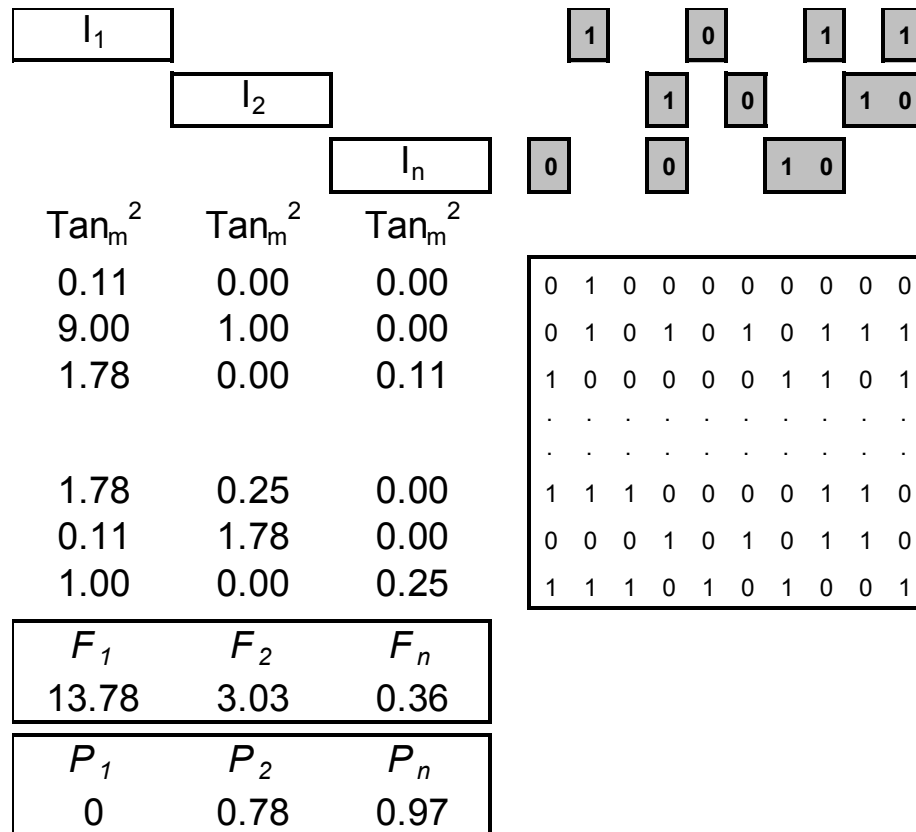 I₁ 1 0 1 1
I₂ 1 0 1 0
Iₙ 0 0 1 0
Tanₘ² Tanₘ² Tanₘ²
0.11 0.00 0.00 0 1 0 0 0 0 0 0 0 0
9.00 1.00 0.00 0 1 0 1 0 1 0 1 1 1
1.78 0.00 0.11 1 0 0 0 0 0 1 1 0 1
. . . . . . . . . .
. . . . . . . . . .
1.78 0.25 0.00 1 1 1 0 0 0 0 1 1 0
0.11 1.78 0.00 0 0 0 1 0 1 0 1 1 0
1.00 0.00 0.25 1 1 1 0 1 0 1 0 0 1
F₁ F₂ Fₙ
13.78 3.03 0.36
P₁ P₂ Pₙ
0 0.78 0.97